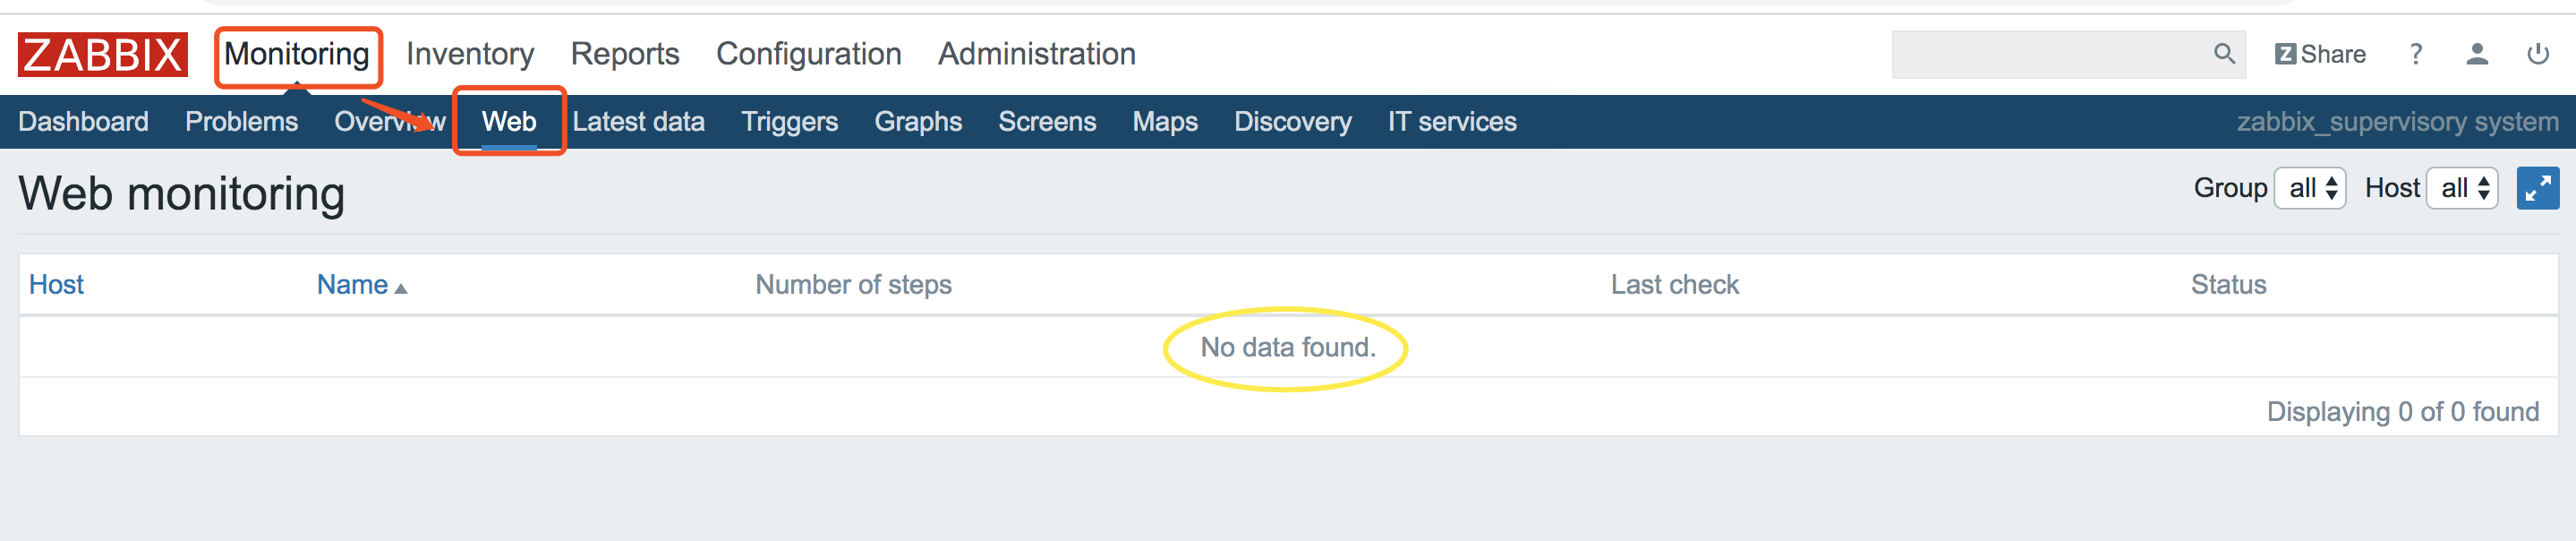 ZABBIX Monitoring Inventory Reports Configuration Administration Z Share ?
Dashboard Problems Overview Web Latest data Triggers Graphs Screens Maps Discovery IT services zabbix_supervisory system
Web monitoring Group all Host all
Host Name Number of steps Last check Status
No data found.
Displaying 0 of 0 found